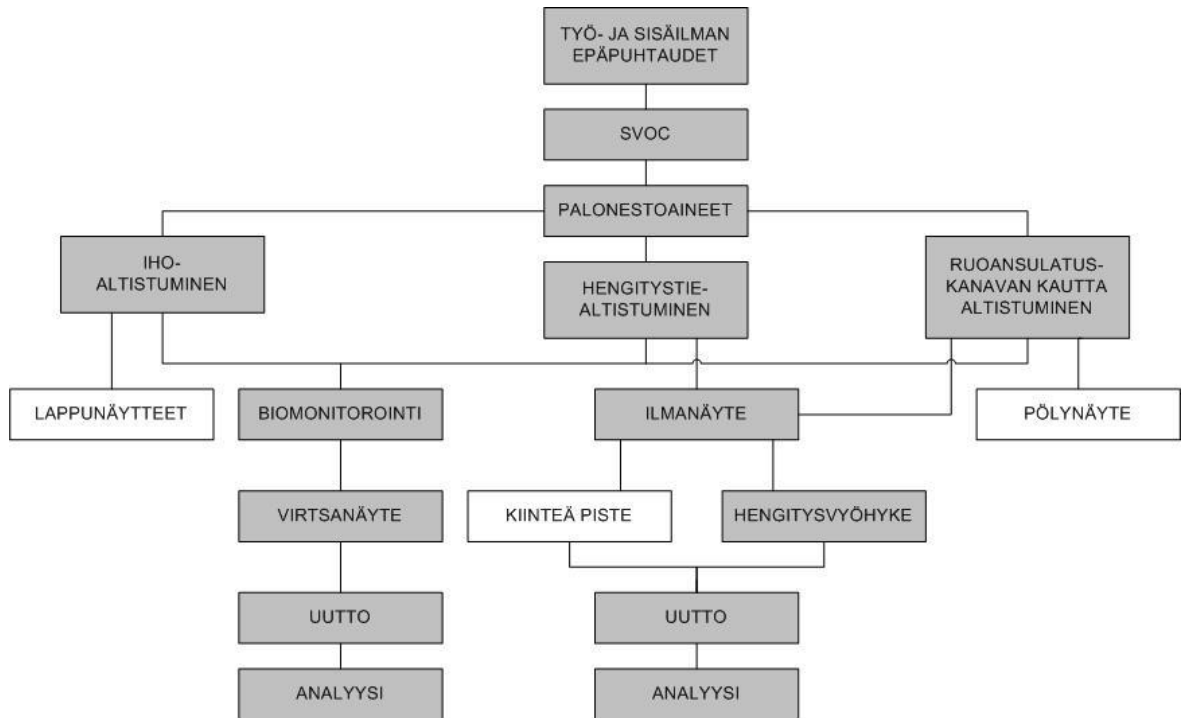 TYÖ- JA SISÄILMAN
EPÄPUHTAUDET
SVOC
PALONESTOAINEET
IHO-
ALTISTUMINEN
HENGITYSTIE-
ALTISTUMINEN
RUOANSULATUS-
KANAVAN KAUTTA
ALTISTUMINEN
LAPPUNÄYTTEET
BIOMONITOROINTI
ILMANÄYTE
PÖLYNÄYTE
VIRTSANÄYTE
KIINTEÄ PISTE
HENGITYSVYÖHYKE
UUTTO
UUTTO
ANALYYSI
ANALYYSI